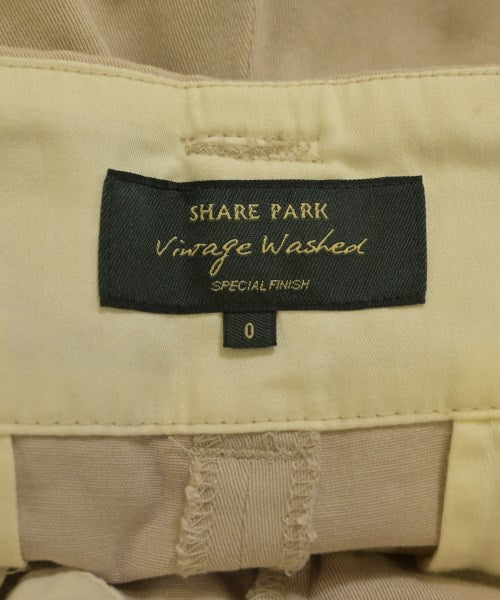 SHARE PARK
Vintage Washed
SPECIAL FINISH
0